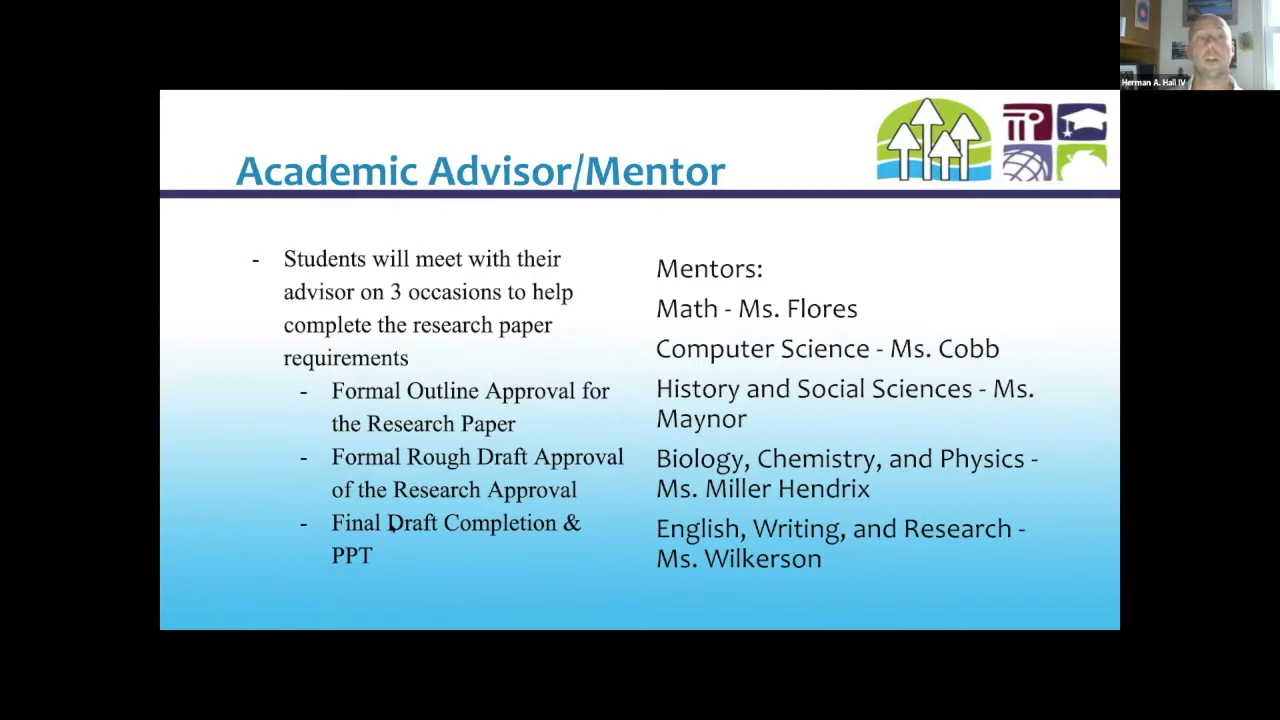 Herman A. Hall IV
Academic Advisor/Mentor
- Students will meet with their
advisor on 3 occasions to help
complete the research paper
requirements
- Formal Outline Approval for
the Research Paper
- Formal Rough Draft Approval
of the Research Approval
- Final Draft Completion &
PPT
Mentors:
Math - Ms. Flores
Computer Science - Ms. Cobb
History and Social Sciences - Ms.
Maynor
Biology, Chemistry, and Physics -
Ms. Miller Hendrix
English, Writing, and Research -
Ms. Wilkerson